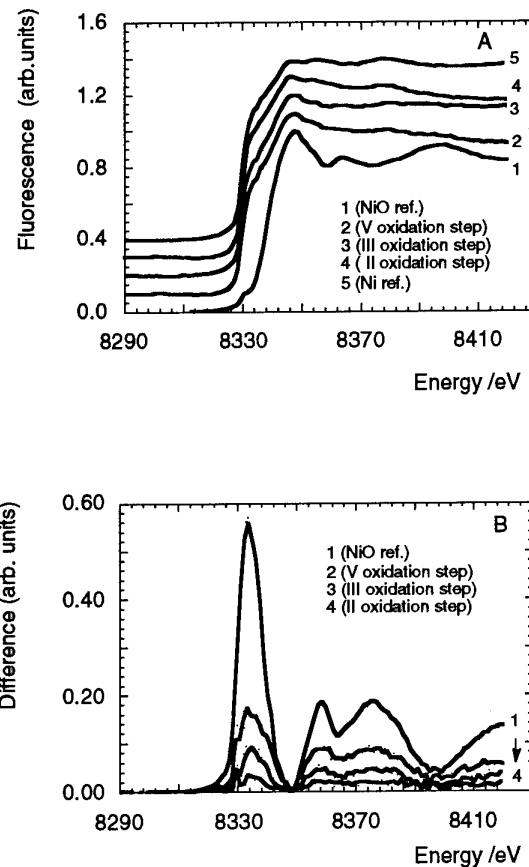 Fluorescence (arb.units)
1.6
1.2
0.8
0.4
0.0
A
5
4
3
2
1
1 (NiO ref.)
2 (V oxidation step)
3 (III oxidation step)
4 ( II oxidation step)
5 (Ni ref.)
8290 8330 8370 8410
Energy /eV
Difference (arb. units)
0.60
0.40
0.20
0.00
B
1 (NiO ref.)
2 (V oxidation step)
3 (III oxidation step)
4 (II oxidation step)
1
4
8290 8330 8370 8410
Energy /eV